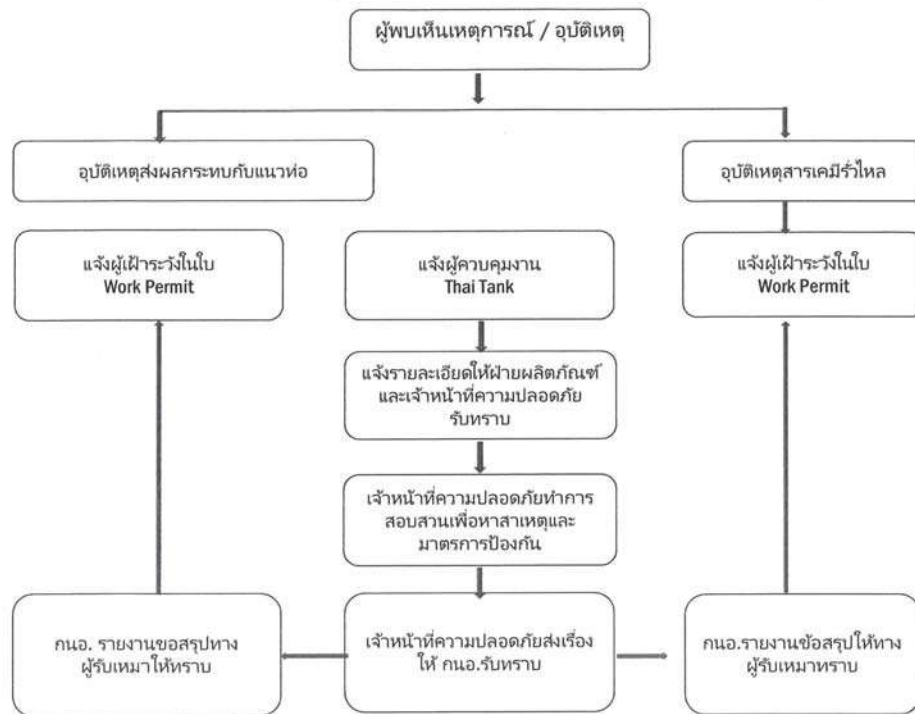 ผู้พบเห็นเหตุการณ์ / อุบัติเหตุ
อุบัติเหตุส่งผลกระทบกับแนวท่อ
อุบัติเหตุสารเคมีรั่วไหล
แจ้งผู้เฝ้าระวังในใบ
Work Permit
แจ้งผู้ควบคุมงาน
Thai Tank
แจ้งผู้เฝ้าระวังในใบ
Work Permit
แจ้งรายละเอียดให้ฝ่ายผลิตภัณฑ์
และเจ้าหน้าที่ความปลอดภัย
รับทราบ
เจ้าหน้าที่ความปลอดภัยทำการ
สอบสวนเพื่อหาสาเหตุและ
มาตรการป้องกัน
กนอ. รายงานขอสรุปทาง
ผู้รับเหมาให้ทราบ
เจ้าหน้าที่ความปลอดภัยส่งเรื่อง
ให้ กนอ.รับทราบ
กนอ.รายงานข้อสรุปให้ทาง
ผู้รับเหมาทราบ